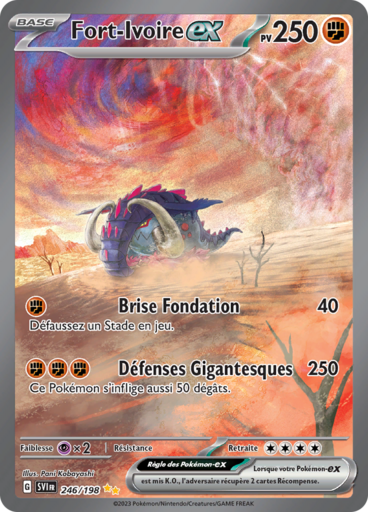 BASE Fort-Ivoire ex PV 250
Brise Fondation 40
Défaussez un Stade en jeu.
Défenses Gigantesques 250
Ce Pokémon s'inflige aussi 50 dégâts.
Faiblesse ×2 Résistance Retraite
Illus. Pani Kobayashi
Règle des Pokémon-ex Lorsque votre Pokémon-ex
est mis K.O., l'adversaire récupère 2 cartes Récompense.
G SVI FR 246/198
©2023 Pokémon/Nintendo/Creatures/GAME FREAK